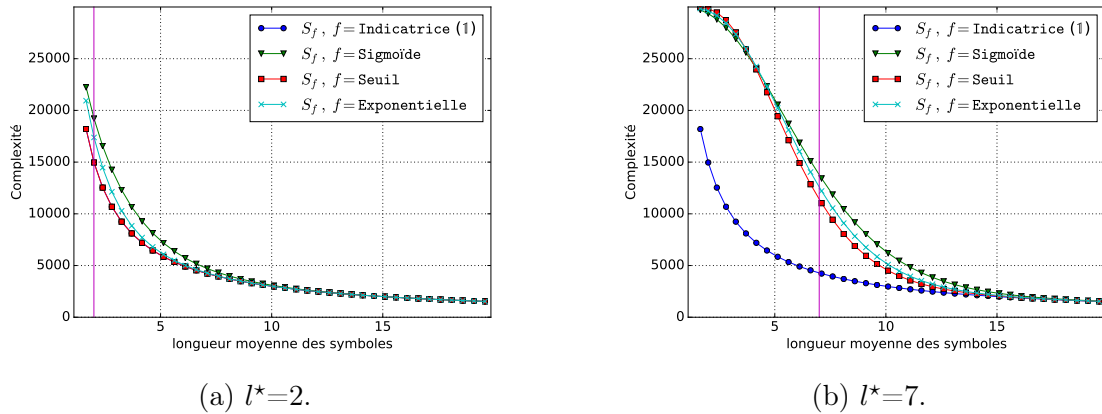 Complexité
25000
20000
15000
10000
5000
0
5
10
15
longueur moyenne des symboles
S_f , f=Indicatrice (𝟙)
S_f , f=Sigmoïde
S_f , f=Seuil
S_f , f=Exponentielle
(a) l⋆=2.
Complexité
25000
20000
15000
10000
5000
0
5
10
15
longueur moyenne des symboles
S_f , f=Indicatrice (𝟙)
S_f , f=Sigmoïde
S_f , f=Seuil
S_f , f=Exponentielle
(b) l⋆=7.